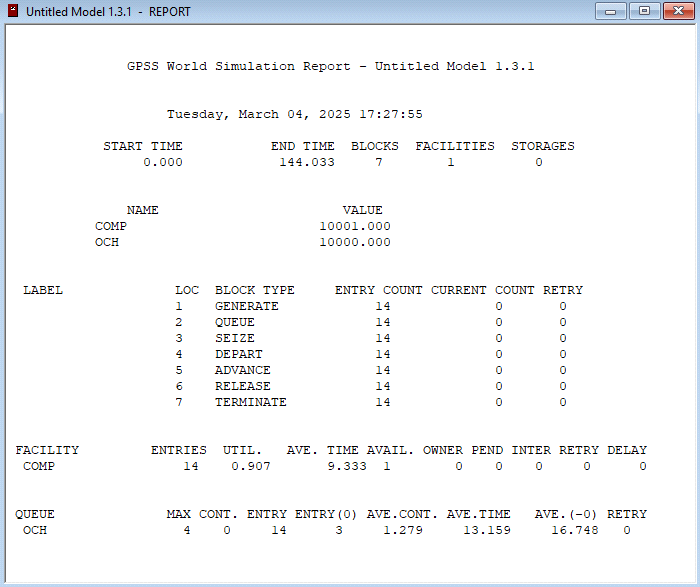 Untitled Model 1.3.1 - REPORT
GPSS World Simulation Report - Untitled Model 1.3.1
Tuesday, March 04, 2025 17:27:55
START TIME END TIME BLOCKS FACILITIES STORAGES
0.000 144.033 7 1 0
NAME VALUE
COMP 10001.000
OCH 10000.000
LABEL LOC BLOCK TYPE ENTRY COUNT CURRENT COUNT RETRY
1 GENERATE 14 0 0
2 QUEUE 14 0 0
3 SEIZE 14 0 0
4 DEPART 14 0 0
5 ADVANCE 14 0 0
6 RELEASE 14 0 0
7 TERMINATE 14 0 0
FACILITY ENTRIES UTIL. AVE. TIME AVAIL. OWNER PEND INTER RETRY DELAY
COMP 14 0.907 9.333 1 0 0 0 0 0
QUEUE MAX CONT. ENTRY ENTRY(0) AVE.CONT. AVE.TIME AVE.(-0) RETRY
OCH 4 0 14 3 1.279 13.159 16.748 0